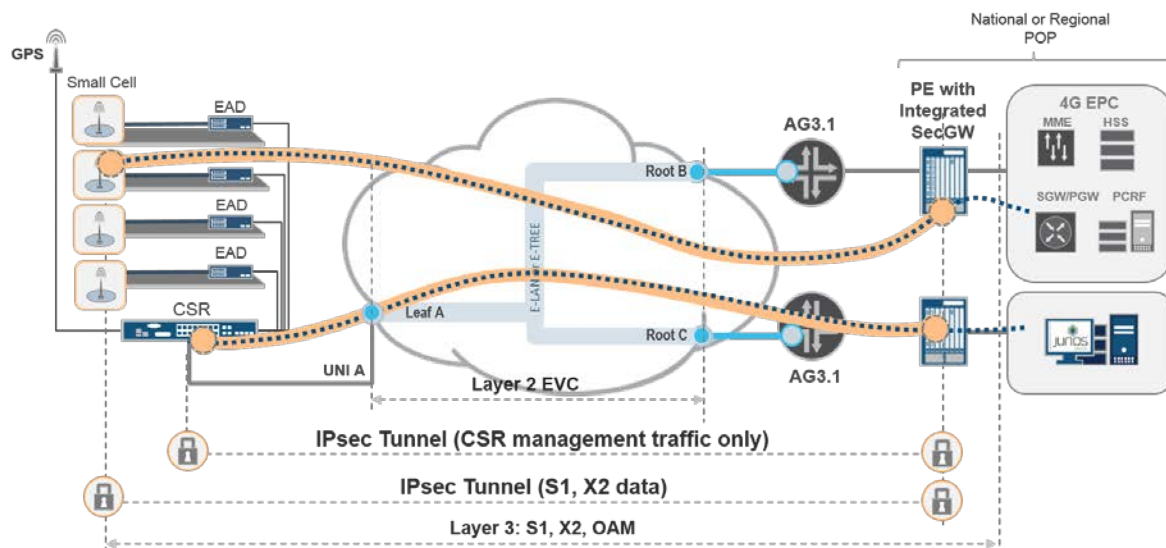 National or Regional
POP
GPS
Small Cell
EAD
EAD
EAD
EAD
CSR
UNI A
Leaf A
E-LAN or E-TREE
Root B
Root C
Layer 2 EVC
AG3.1
AG3.1
PE with
Integrated
SecGW
4G EPC
MME
HSS
SGW/PGW
PCRF
JUNOS
IPsec Tunnel (CSR management traffic only)
IPsec Tunnel (S1, X2 data)
Layer 3: S1, X2, OAM